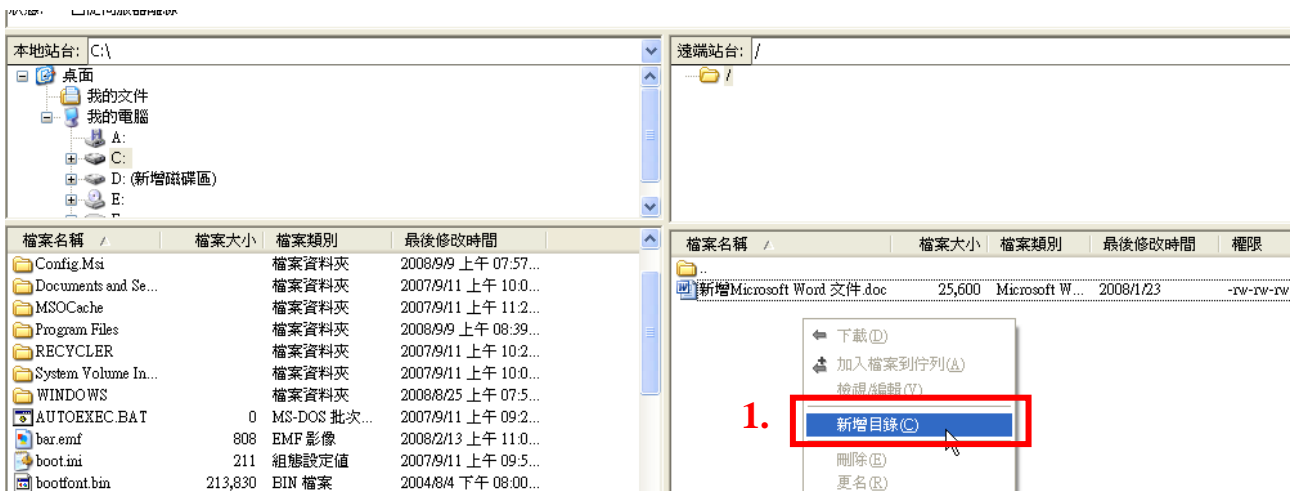 狀態: 已從伺服器離線
本地站台: C:\
桌面
我的文件
我的電腦
A:
C:
D: (新增磁碟區)
E:
遠端站台: /
/
檔案名稱 檔案大小 檔案類別 最後修改時間
Config.Msi 檔案資料夾 2008/9/9 上午 07:57...
Documents and Se... 檔案資料夾 2007/9/11 上午 10:0...
MSOCache 檔案資料夾 2007/9/11 上午 11:2...
Program Files 檔案資料夾 2008/9/9 上午 08:39...
RECYCLER 檔案資料夾 2007/9/11 上午 10:2...
System Volume In... 檔案資料夾 2007/9/11 上午 10:0...
WINDOWS 檔案資料夾 2008/8/25 上午 07:5...
AUTOEXEC.BAT 0 MS-DOS 批次... 2007/9/11 上午 09:2...
bar.emf 808 EMF 影像 2008/2/13 上午 11:0...
boot.ini 211 組態設定值 2007/9/11 上午 09:5...
bootfont.bin 213,830 BIN 檔案 2004/8/4 下午 08:00...
檔案名稱 檔案大小 檔案類別 最後修改時間 權限
..
新增Microsoft Word 文件.doc 25,600 Microsoft W... 2008/1/23 -rw-rw-rw
下載(D)
加入檔案到佇列(A)
檢視/編輯(V)
1.
新增目錄(C)
刪除(E)
更名(R)